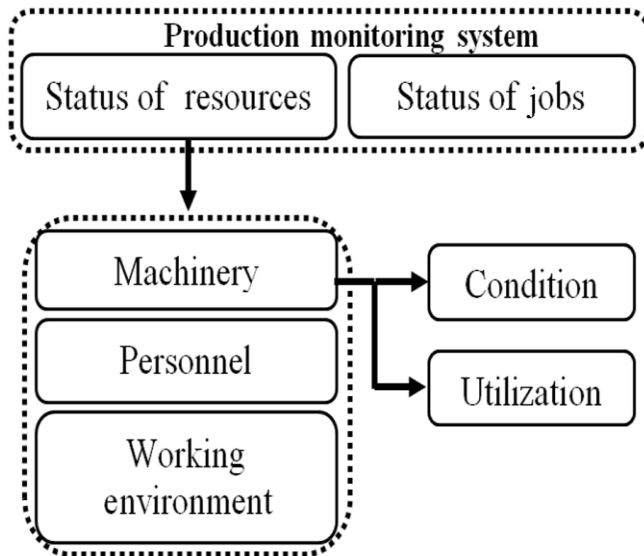 Production monitoring system
Status of resources
Status of jobs
Machinery
Condition
Personnel
Utilization
Working
environment